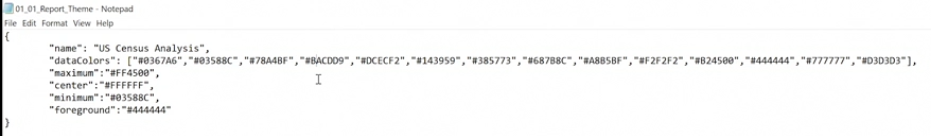 01_01_Report_Theme - Notepad
File Edit Format View Help
{
"name": "US Census Analysis",
"dataColors": ["#0367A6","#03588C","#78A4BF","#BACDD9","#DCECF2","#143959","#385773","#687B8C","#A8B5BF","#F2F2F2","#B24500","#444444","#777777","#D3D3D3"],
"maximum":"#FF4500",
"center":"#FFFFFF",
"minimum":"#03588C",
"foreground":"#444444"
}